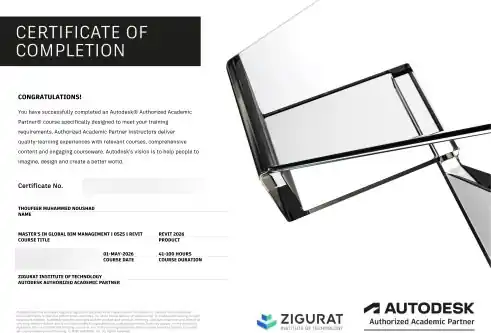 CERTIFICATE OF
COMPLETION
CONGRATULATIONS!
You have successfully completed an Autodesk® Authorized Academic
Partner® course specifically designed to meet your training
requirements. Authorized Academic Partner Instructors deliver
quality-learning experiences with relevant courses, comprehensive
content and engaging courseware. Autodesk's vision is to help people to
imagine, design and create a better world.
Certificate No.
THOUFEER MUHAMMED NOUSHAD
NAME
MASTER'S IN GLOBAL BIM MANAGEMENT | 0525 | REVIT
COURSE TITLE
REVIT 2026
PRODUCT
01-MAY-2026
COURSE DATE
41-100 HOURS
COURSE DURATION
ZIGURAT INSTITUTE OF TECHNOLOGY
AUTODESK AUTHORIZED ACADEMIC PARTNER
ZIGURAT
INSTITUTE OF TECHNOLOGY
AUTODESK
Authorized Academic Partner